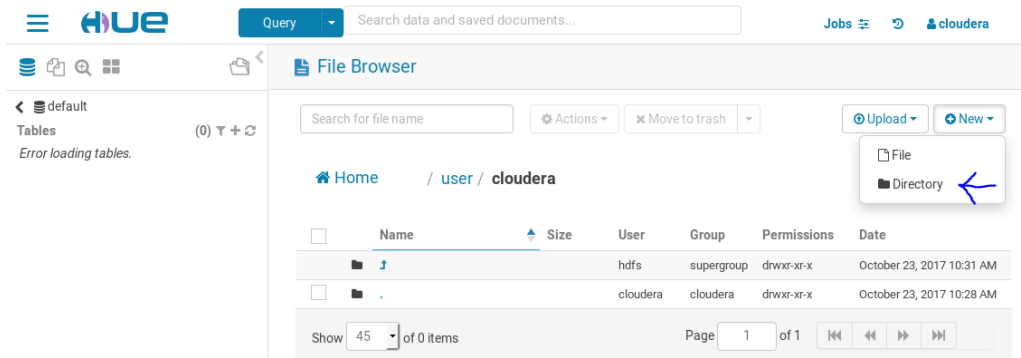 HUE
Query
Search data and saved documents...
Jobs
cloudera
File Browser
default
Tables (0)
Error loading tables.
Search for file name
Actions
Move to trash
Upload
New
File
Directory
Home / user / cloudera
Name Size User Group Permissions Date
hdfs supergroup drwxr-xr-x October 23, 2017 10:31 AM
. cloudera cloudera drwxr-xr-x October 23, 2017 10:28 AM
Show 45 of 0 items
Page 1 of 1